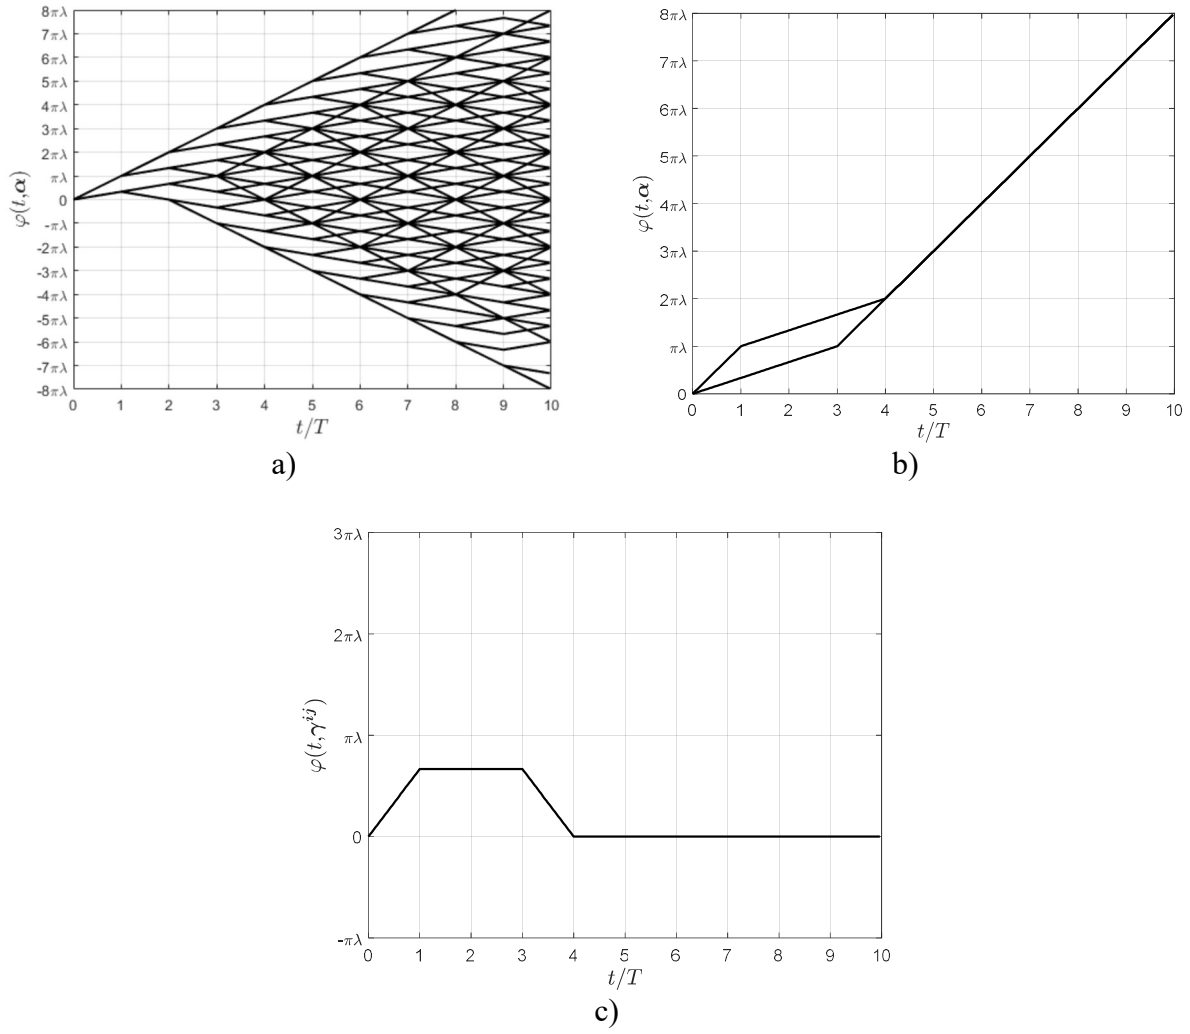 8πλ
7πλ
6πλ
5πλ
4πλ
3πλ
2πλ
πλ
0
-πλ
-2πλ
-3πλ
-4πλ
-5πλ
-6πλ
-7πλ
-8πλ
φ(t,α)
0 1 2 3 4 5 6 7 8 9 10
t/T
a)
8πλ
7πλ
6πλ
5πλ
4πλ
3πλ
2πλ
πλ
0
φ(t,α)
0 1 2 3 4 5 6 7 8 9 10
t/T
b)
3πλ
2πλ
πλ
0
-πλ
φ(t,γ^{ij})
0 1 2 3 4 5 6 7 8 9 10
t/T
c)